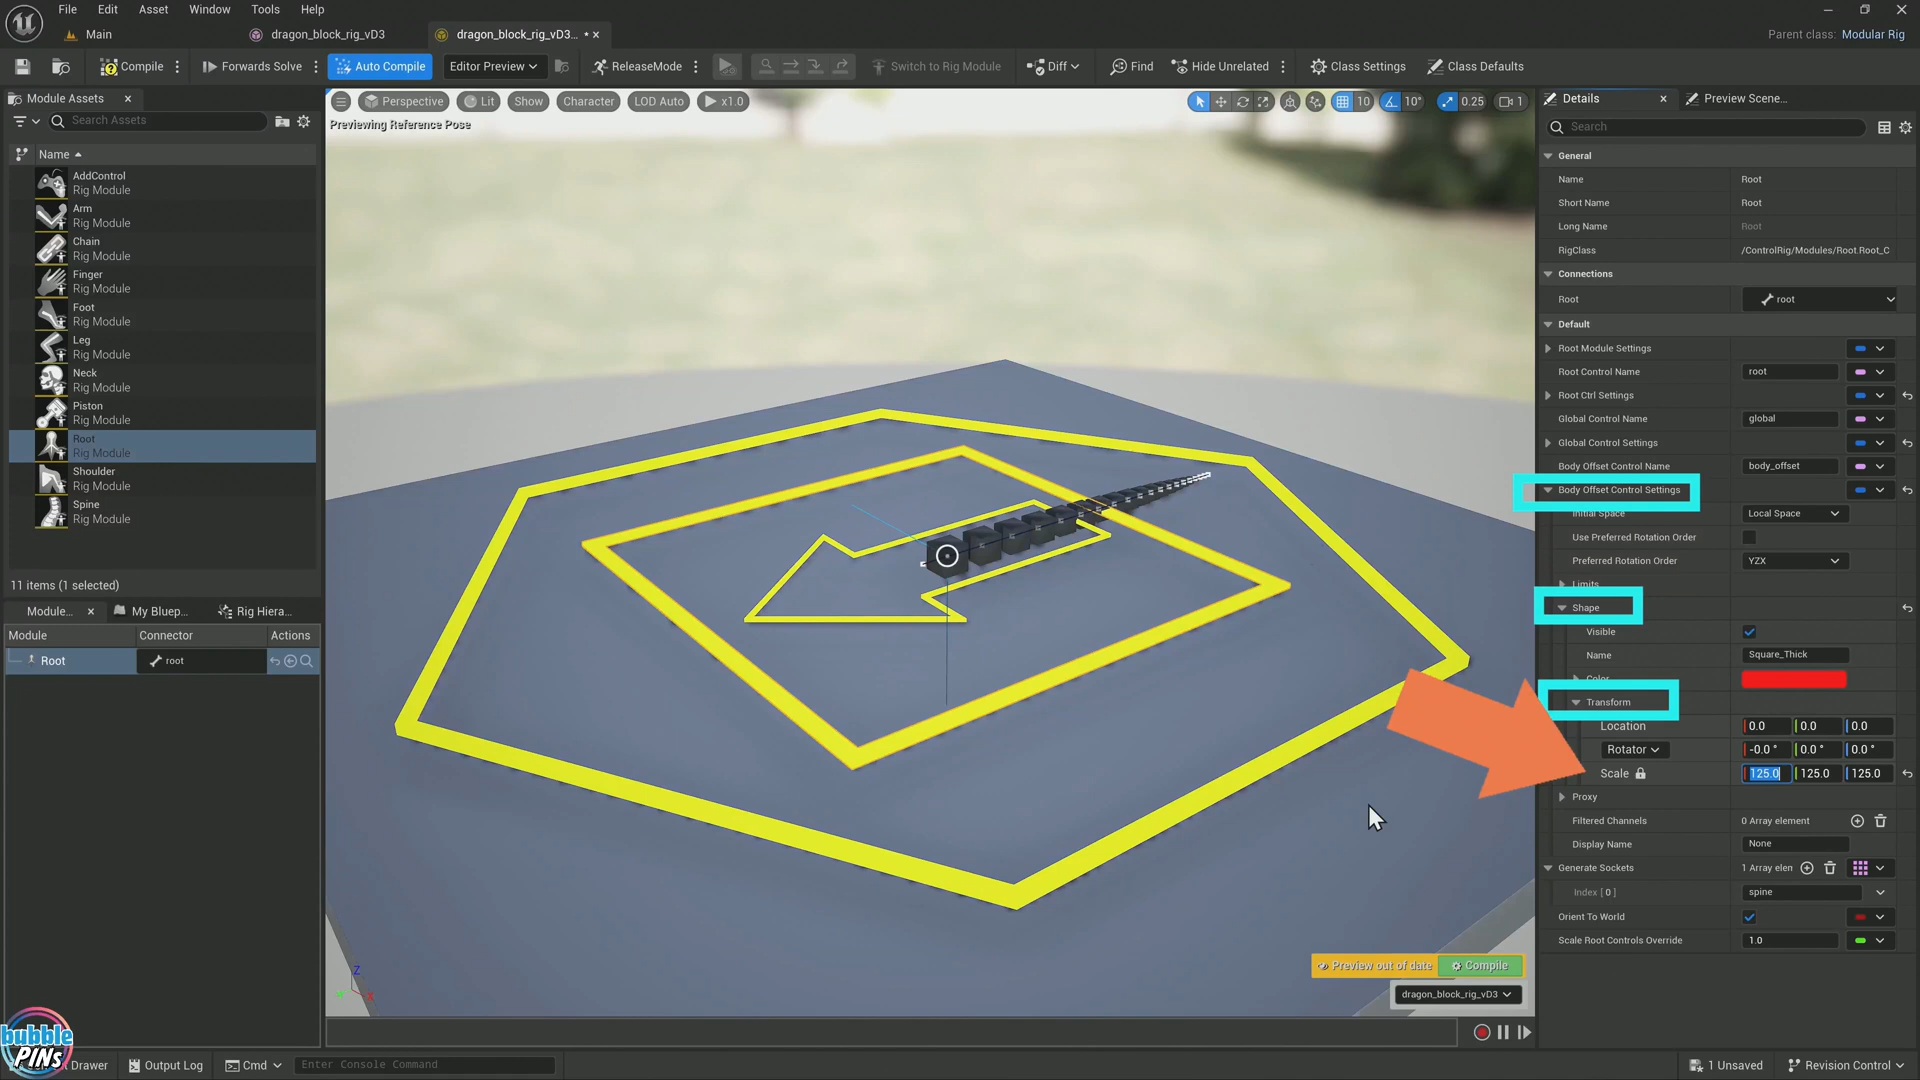 File Edit Asset Window Tools Help
Main dragon_block_rig_vD3 dragon_block_rig_vD3... *
Parent class: Modular Rig
Compile Forwards Solve Auto Compile Editor Preview ReleaseMode Switch to Rig Module Diff Find Hide Unrelated Class Settings Class Defaults
Module Assets
Search Assets
Name
AddControl
Rig Module
Arm
Rig Module
Chain
Rig Module
Finger
Rig Module
Foot
Rig Module
Leg
Rig Module
Neck
Rig Module
Piston
Rig Module
Root
Rig Module
Shoulder
Rig Module
Spine
Rig Module
11 items (1 selected)
Module... My Bluep... Rig Hiera...
Module Connector Actions
Root root
Perspective Lit Show Character LOD Auto x1.0 10 10° 0.25 1
Previewing Reference Pose
Z
X
Preview out of date Compile
dragon_block_rig_vD3
Details Preview Scene...
Search
General
Name Root
Short Name Root
Long Name Root
RigClass /ControlRig/Modules/Root.Root_C
Connections
Root root
Default
Root Module Settings
Root Control Name root
Root Ctrl Settings
Global Control Name global
Global Control Settings
Body Offset Control Name body_offset
Body Offset Control Settings
Initial Space Local Space
Use Preferred Rotation Order
Preferred Rotation Order YZX
Limits
Shape
Visible
Name Square_Thick
Color
Transform
Location 0.0 0.0 0.0
Rotator -0.0 ° 0.0 ° 0.0 °
Scale 125.0 125.0 125.0
Proxy
Filtered Channels 0 Array element
Display Name None
Generate Sockets 1 Array elen
Index [ 0 ] spine
Orient To World
Scale Root Controls Override 1.0
bubble
PINS
Drawer Output Log Cmd Enter Console Command 1 Unsaved Revision Control